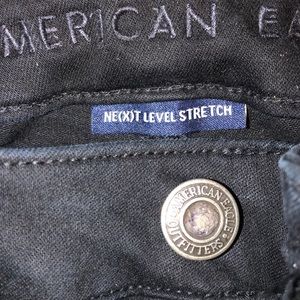 MERICAN EA
NE(X)T LEVEL STRETCH
AMERICAN EAGLE
OUTFITTERS